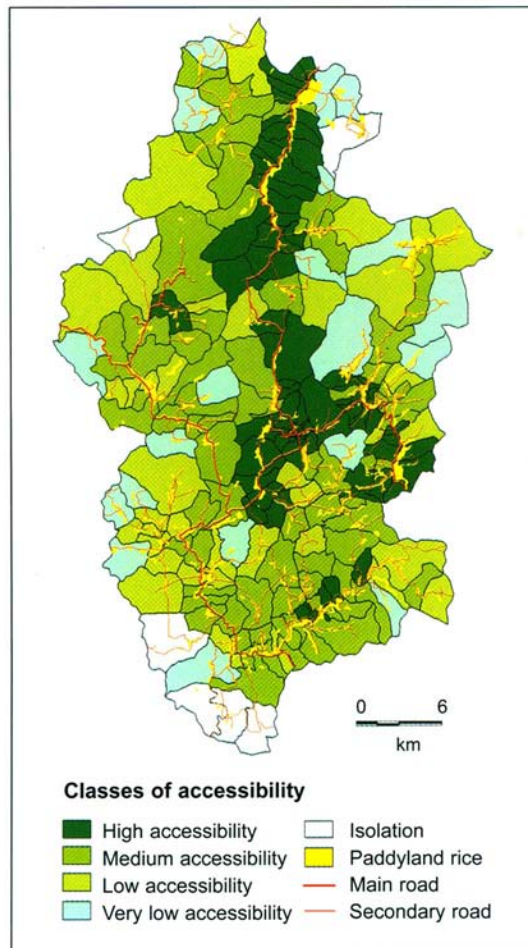 0 6
km
Classes of accessibility
High accessibility
Medium accessibility
Low accessibility
Very low accessibility
Isolation
Paddyland rice
Main road
Secondary road